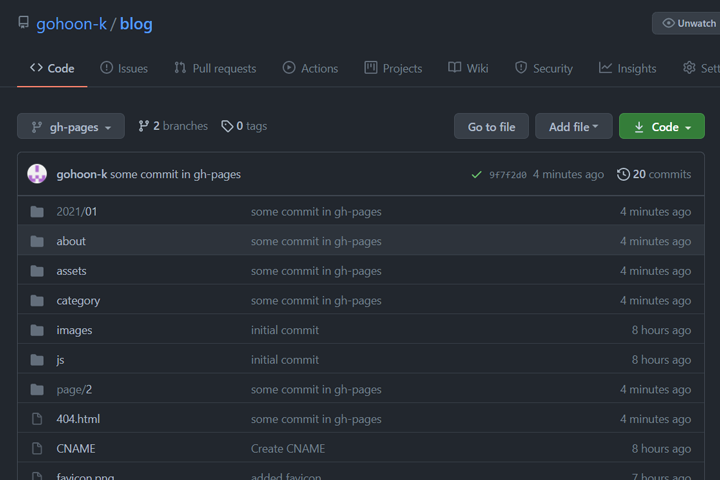 gohoon-k / blog
Unwatch
Code Issues Pull requests Actions Projects Wiki Security Insights Sett
gh-pages 2 branches 0 tags Go to file Add file Code
gohoon-k some commit in gh-pages 9f7f2d0 4 minutes ago 20 commits
2021/01 some commit in gh-pages 4 minutes ago
about some commit in gh-pages 4 minutes ago
assets some commit in gh-pages 4 minutes ago
category some commit in gh-pages 4 minutes ago
images initial commit 8 hours ago
js initial commit 8 hours ago
page/2 some commit in gh-pages 4 minutes ago
404.html some commit in gh-pages 4 minutes ago
CNAME Create CNAME 8 hours ago
favicon.png added favicon 7 hours ago